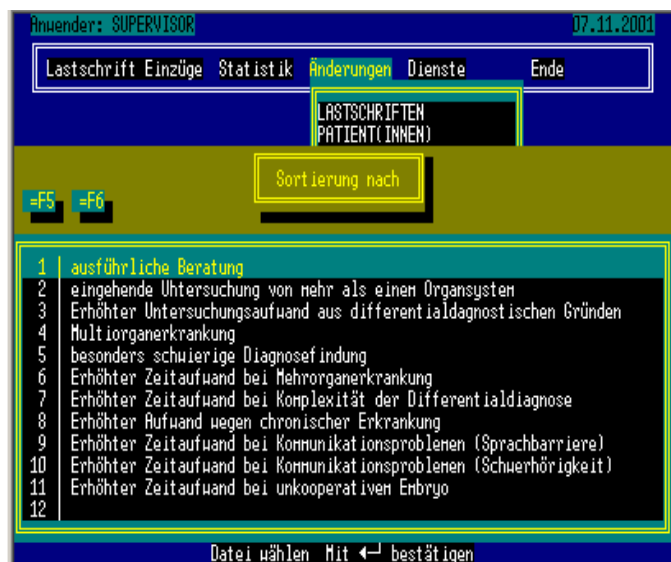 Anwender: SUPERVISOR 07.11.2001
Lastschrift Einzüge Statistik Änderungen Dienste Ende
LASTSCHRIFTEN
PATIENT(INNEN)
Sortierung nach
=F5 =F6
1 ausführliche Beratung
2 eingehende Untersuchung von mehr als einem Organsystem
3 Erhöhter Untersuchungsaufwand aus differentialdagnostischen Gründen
4 Multiorganerkrankung
5 besonders schwierige Diagnosefindung
6 Erhöhter Zeitaufwand bei Mehrorganerkrankung
7 Erhöhter Zeitaufwand bei Komplexität der Differentialdiagnose
8 Erhöhter Aufwand wegen chronischer Erkrankung
9 Erhöhter Zeitaufwand bei Kommunikationsproblemen (Sprachbarriere)
10 Erhöhter Zeitaufwand bei Kommunikationsproblemen (Schwerhörigkeit)
11 Erhöhter Zeitaufwand bei unkooperativem Embryo
12
Datei wählen Mit ◄─┘ bestätigen